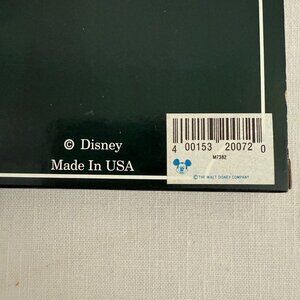 © Disney
Made In USA
4 00153 20072 0
M7382
© THE WALT DISNEY COMPANY